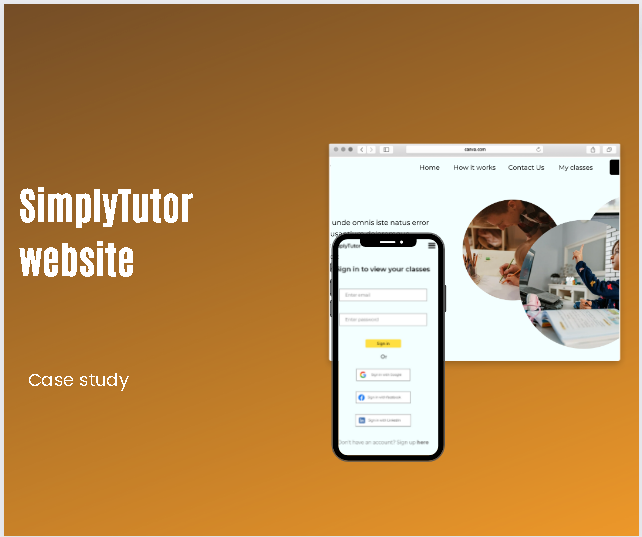 SimplyTutor
website
Case study
canva.com
Home How it works Contact Us My classes
unde omnis iste natus error
plyTutor
Sign in to view your classes
Enter email
Enter password
Sign in
Or
Sign in with Google
Sign in with Facebook
Sign in with LinkedIn
Don't have an account? Sign up here